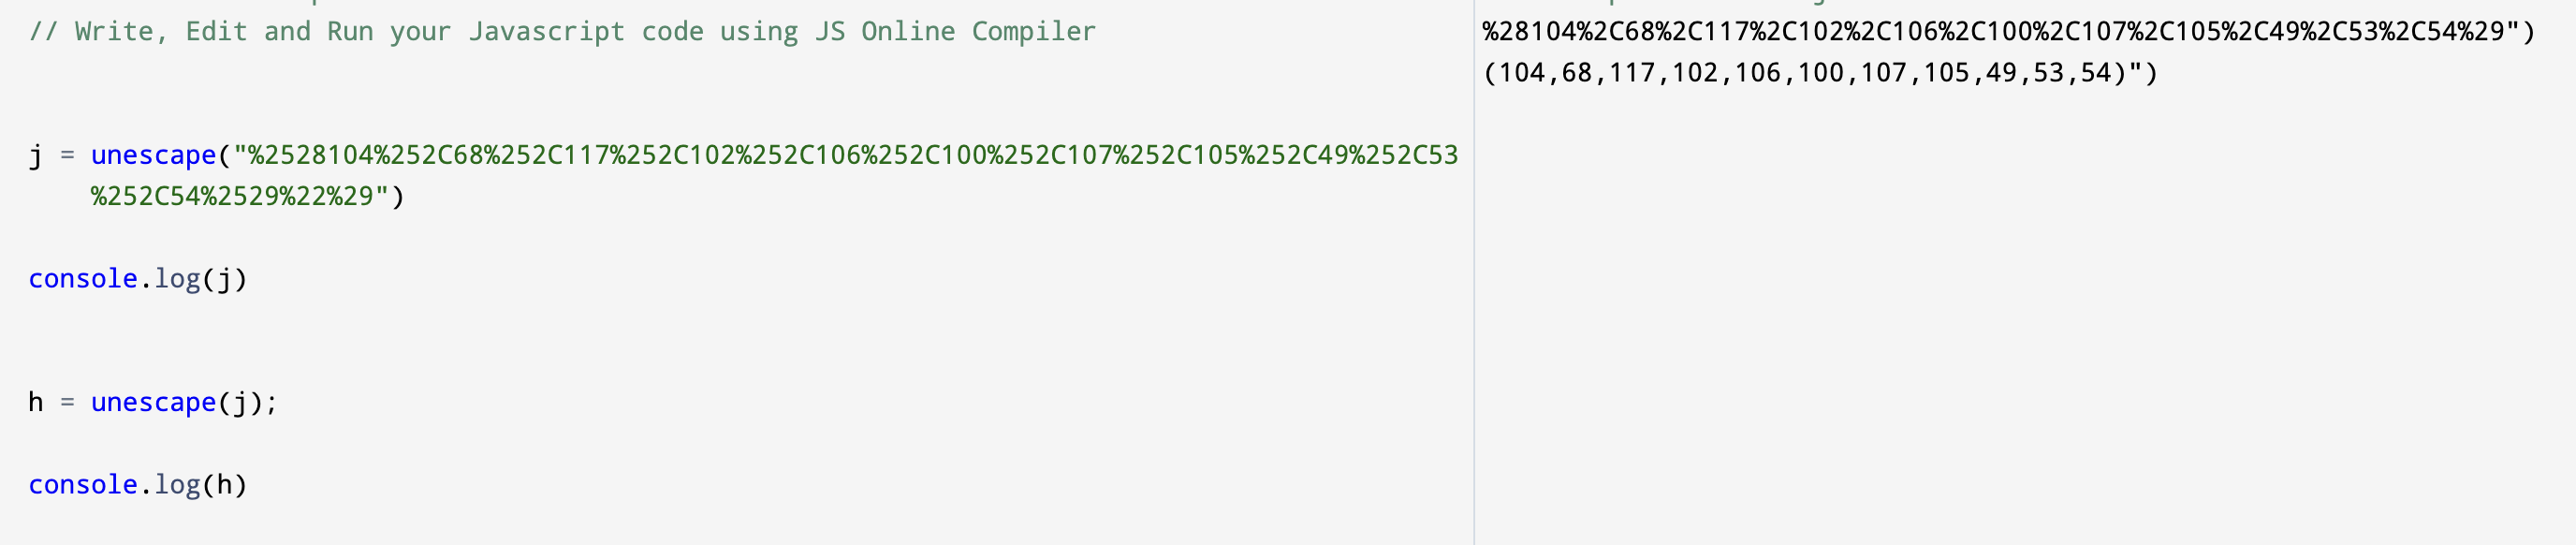 // Write, Edit and Run your Javascript code using JS Online Compiler
j = unescape("%2528104%252C68%252C117%252C102%252C106%252C100%252C107%252C105%252C49%252C53
%252C54%2529%22%29")
console.log(j)
h = unescape(j);
console.log(h)
%28104%2C68%2C117%2C102%2C106%2C100%2C107%2C105%2C49%2C53%2C54%29")
(104,68,117,102,106,100,107,105,49,53,54)")